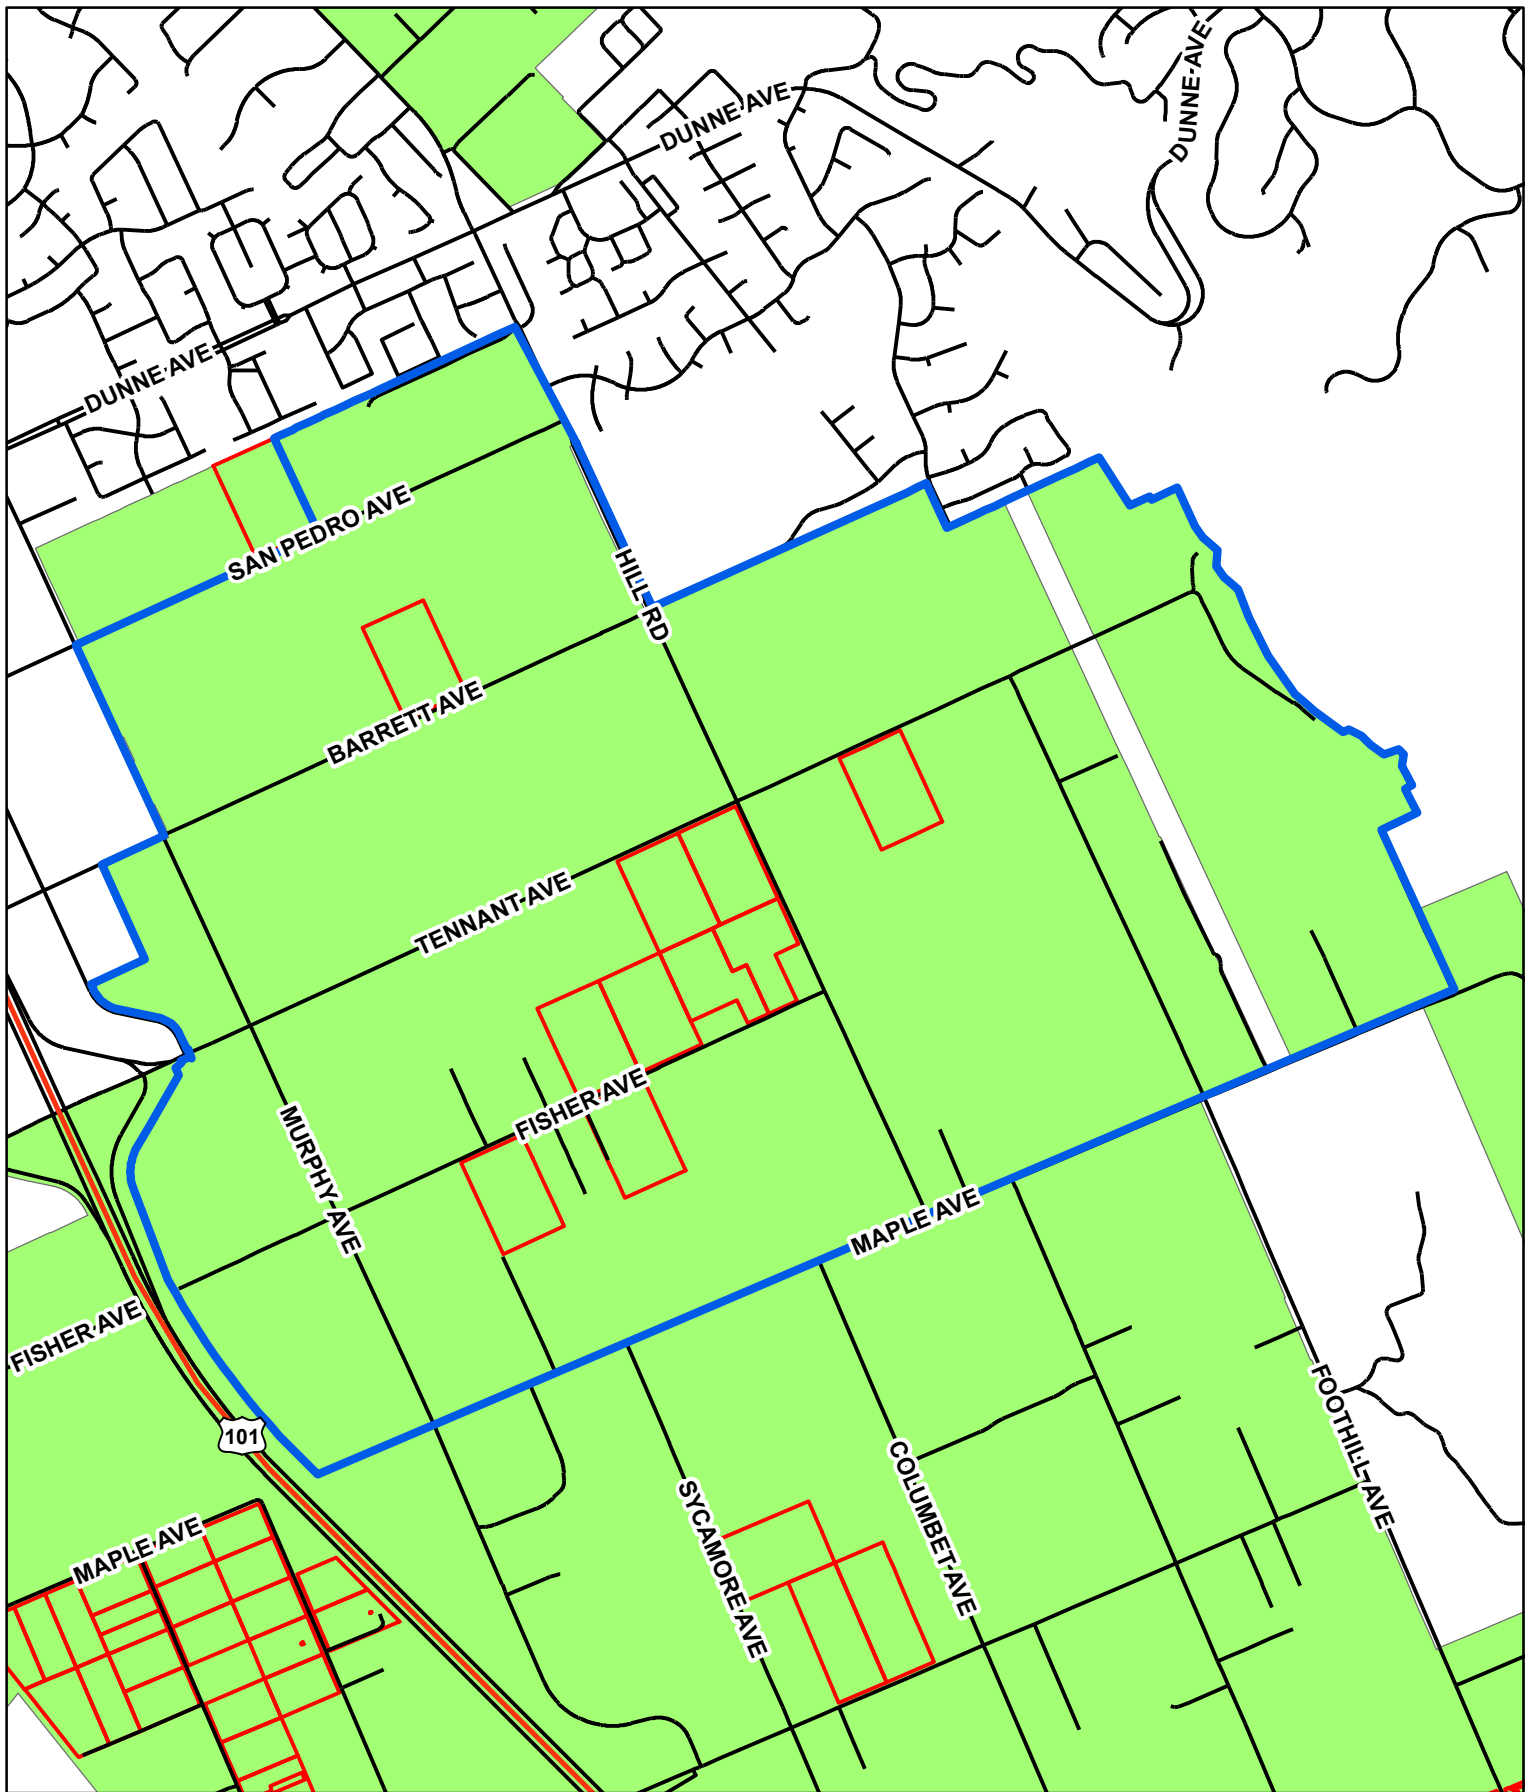 DUNNE AVE
DUNNE AVE
DUNNE AVE
SAN PEDRO AVE
HILL RD
BARRETT AVE
TENNANT AVE
FISHER AVE
MURPHY AVE
MAPLE AVE
FISHER AVE
101
FOOTHILL AVE
COLUMBET AVE
SYCAMORE AVE
MAPLE AVE